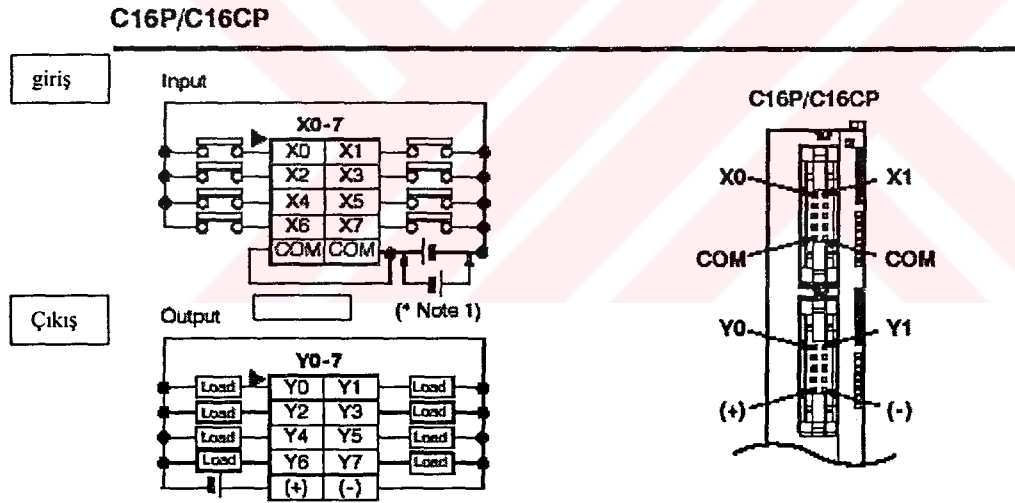 C16P/C16CP
giriş
Input
X0-7
X0 X1
X2 X3
X4 X5
X6 X7
COM COM
(* Note 1)
C16P/C16CP
X0 X1
COM COM
Y0 Y1
(+) (-)
Çıkış
Output
Y0-7
Load Y0 Y1 Load
Load Y2 Y3 Load
Load Y4 Y5 Load
Load Y6 Y7 Load
(+) (-)